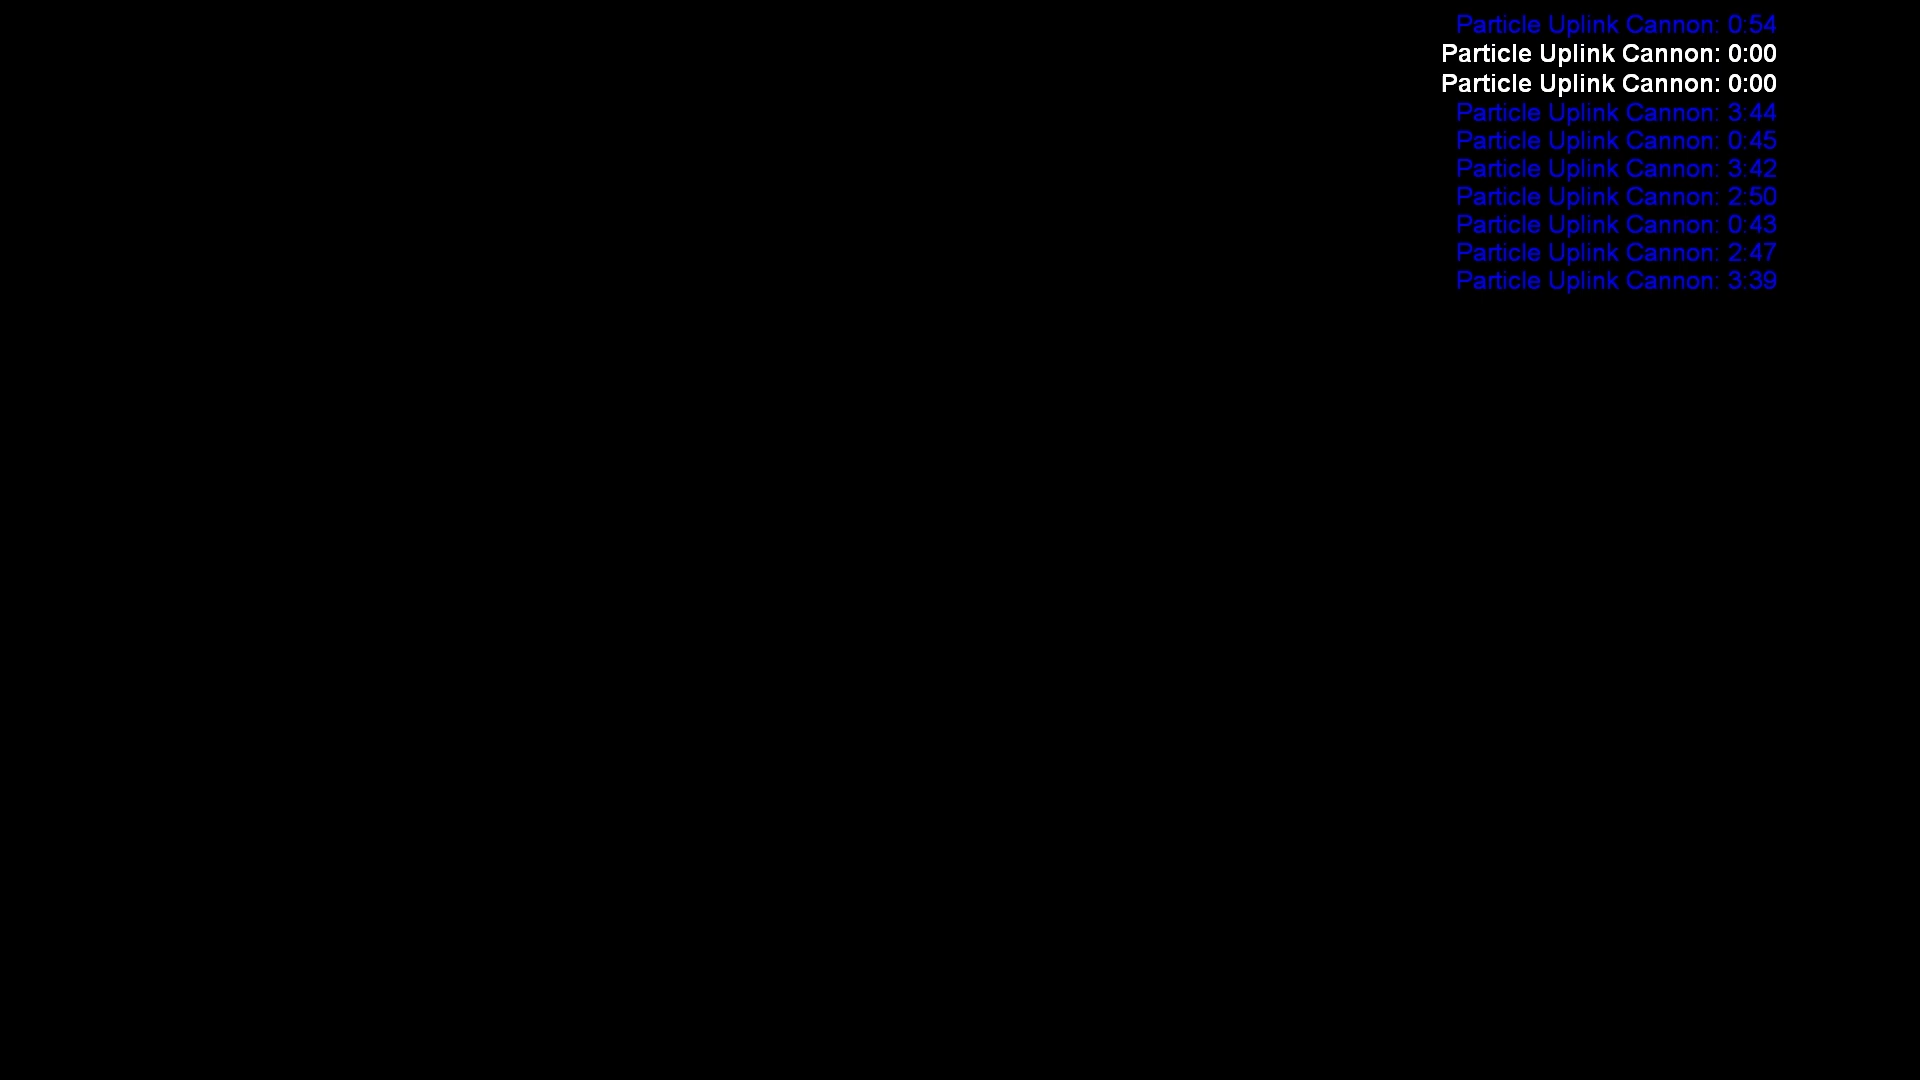 Particle Uplink Cannon: 0:54
Particle Uplink Cannon: 0:00
Particle Uplink Cannon: 0:00
Particle Uplink Cannon: 3:44
Particle Uplink Cannon: 0:45
Particle Uplink Cannon: 3:42
Particle Uplink Cannon: 2:50
Particle Uplink Cannon: 0:43
Particle Uplink Cannon: 2:47
Particle Uplink Cannon: 3:39